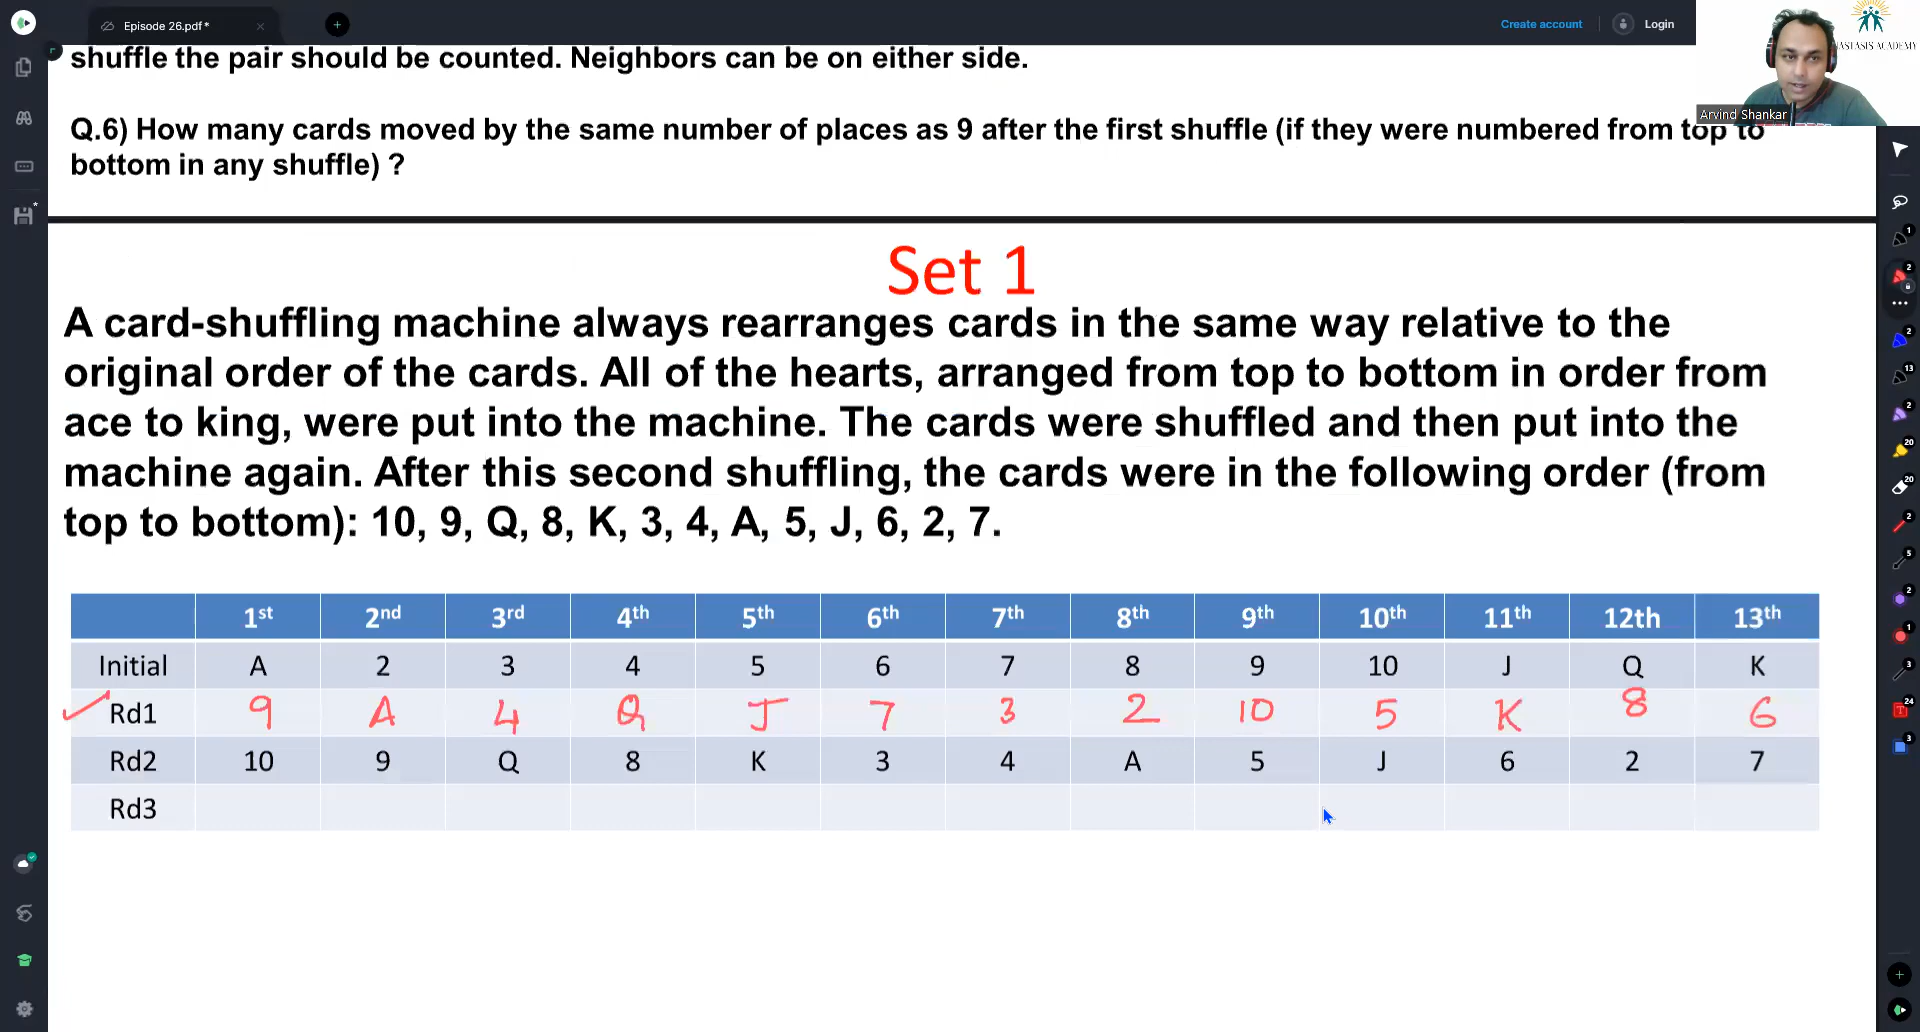 Episode 26.pdf*
Create account
Login
NASTASIS ACADEMY
Arvind Shankar
shuffle the pair should be counted. Neighbors can be on either side.
Q.6) How many cards moved by the same number of places as 9 after the first shuffle (if they were numbered from top to
bottom in any shuffle) ?
Set 1
A card-shuffling machine always rearranges cards in the same way relative to the
original order of the cards. All of the hearts, arranged from top to bottom in order from
ace to king, were put into the machine. The cards were shuffled and then put into the
machine again. After this second shuffling, the cards were in the following order (from
top to bottom): 10, 9, Q, 8, K, 3, 4, A, 5, J, 6, 2, 7.
1st 2nd 3rd 4th 5th 6th 7th 8th 9th 10th 11th 12th 13th
Initial A 2 3 4 5 6 7 8 9 10 J Q K
Rd1 9 A 4 Q J 7 3 2 10 5 K 8 6
Rd2 10 9 Q 8 K 3 4 A 5 J 6 2 7
Rd3